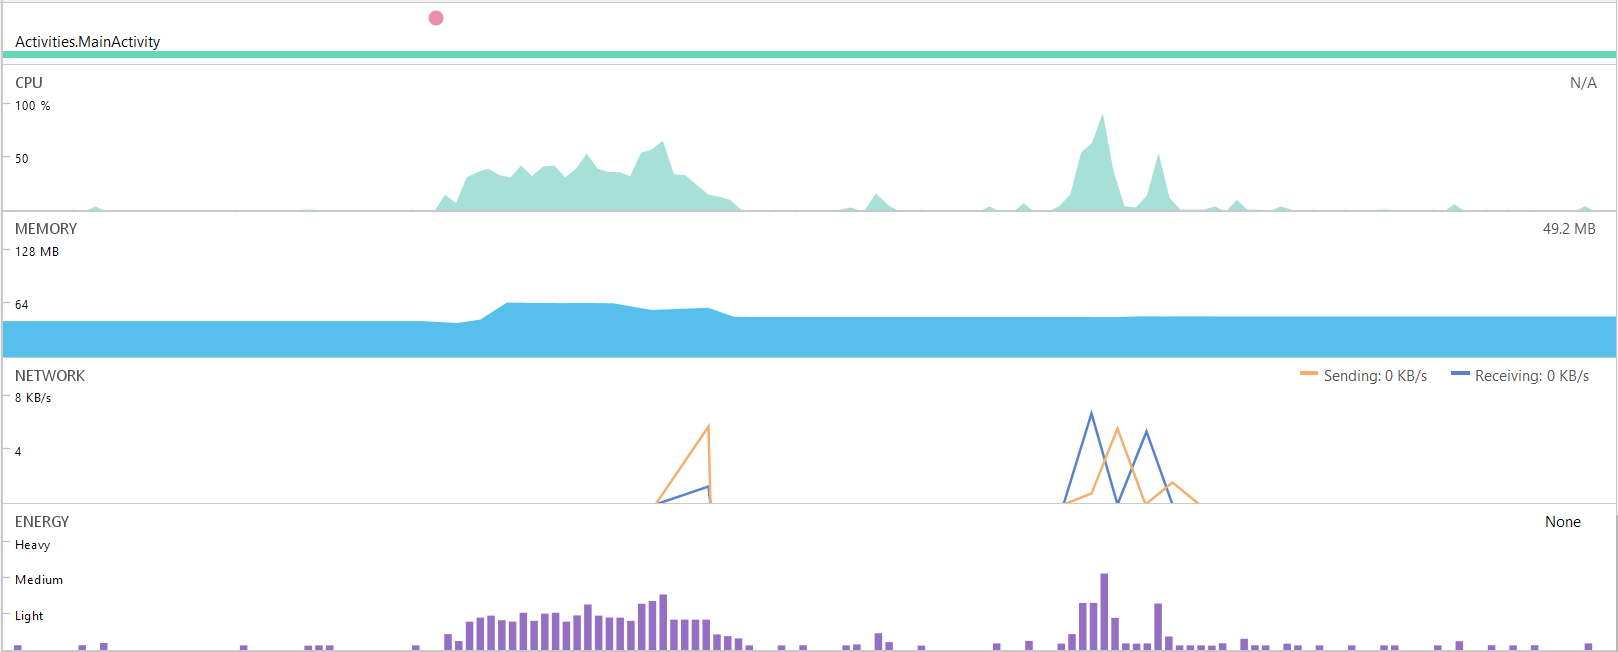 Activities.MainActivity
CPU N/A
100 %
50
MEMORY 49.2 MB
128 MB
64
NETWORK Sending: 0 KB/s Receiving: 0 KB/s
8 KB/s
4
ENERGY None
Heavy
Medium
Light